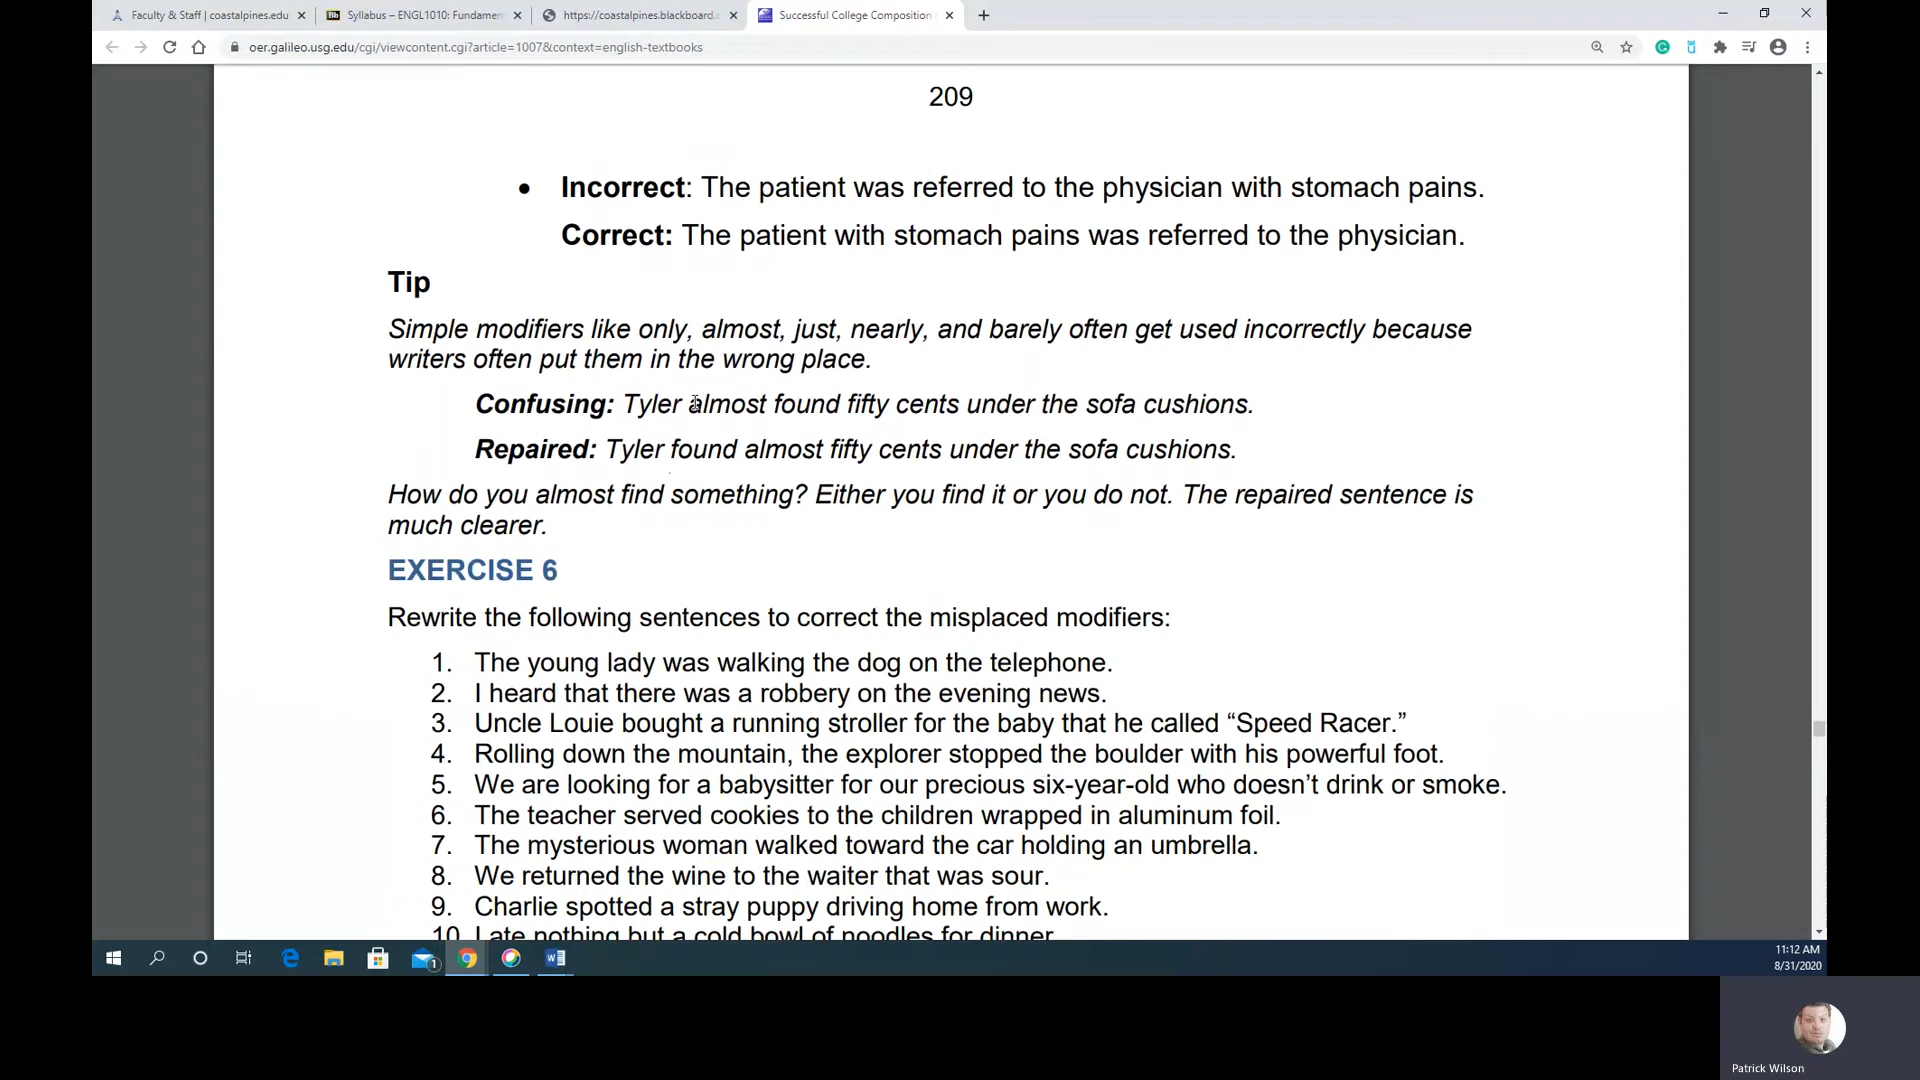 Faculty & Staff | coastalpines.edu
Syllabus – ENGL1010: Fundamen
https://coastalpines.blackboard.c
Successful College Composition
oer.galileo.usg.edu/cgi/viewcontent.cgi?article=1007&context=english-textbooks
209
• Incorrect: The patient was referred to the physician with stomach pains.
Correct: The patient with stomach pains was referred to the physician.
Tip
Simple modifiers like only, almost, just, nearly, and barely often get used incorrectly because
writers often put them in the wrong place.
Confusing: Tyler almost found fifty cents under the sofa cushions.
Repaired: Tyler found almost fifty cents under the sofa cushions.
How do you almost find something? Either you find it or you do not. The repaired sentence is
much clearer.
EXERCISE 6
Rewrite the following sentences to correct the misplaced modifiers:
1. The young lady was walking the dog on the telephone.
2. I heard that there was a robbery on the evening news.
3. Uncle Louie bought a running stroller for the baby that he called “Speed Racer.”
4. Rolling down the mountain, the explorer stopped the boulder with his powerful foot.
5. We are looking for a babysitter for our precious six-year-old who doesn’t drink or smoke.
6. The teacher served cookies to the children wrapped in aluminum foil.
7. The mysterious woman walked toward the car holding an umbrella.
8. We returned the wine to the waiter that was sour.
9. Charlie spotted a stray puppy driving home from work.
10. I ate nothing but a cold bowl of noodles for dinner.
11:12 AM
8/31/2020
Patrick Wilson